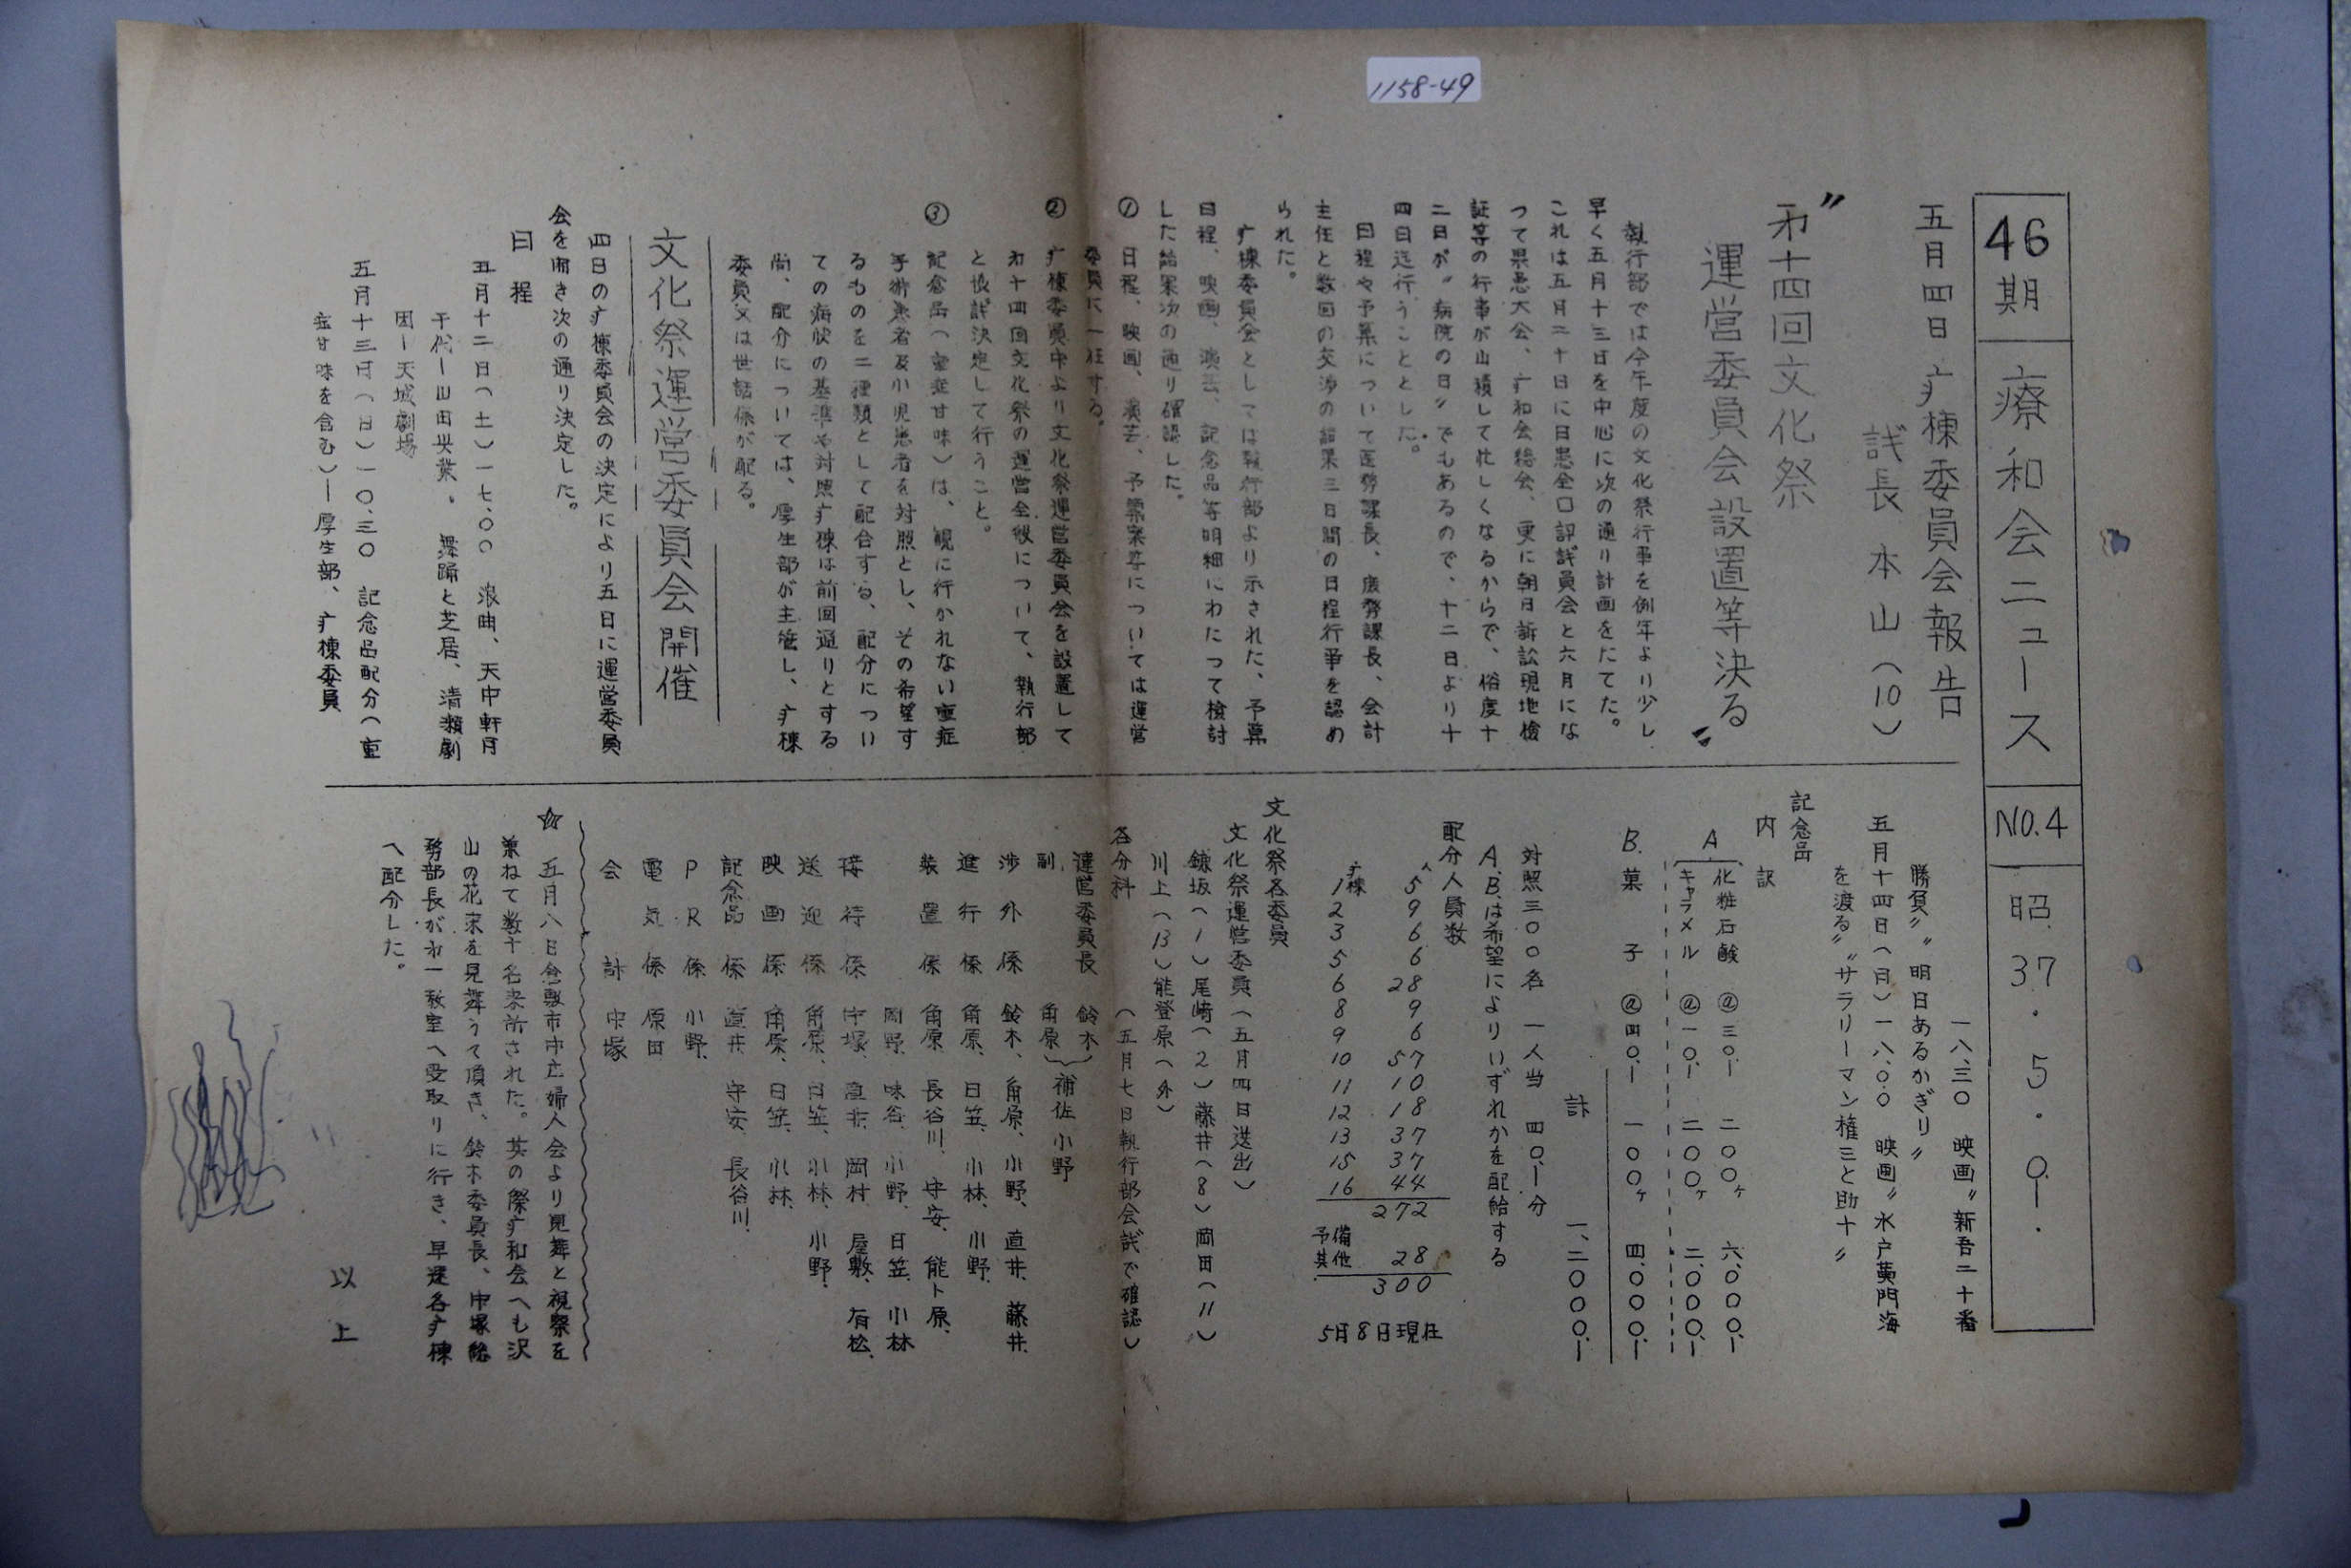 1158-49
46期 療和会ニュース NO.4 昭37.5.0.
五月四日 疒棟委員会報告
議長 本山(10)
〝才十四回文化祭
運営委員会設置等決る〟
執行部では今年度の文化祭行事を例年より少し
早く五月十三日を中心に次の通り計画をたてた。
これは五月二十日に日患全口評議員会と六月にな
つて県患大会、疒和会総会、更に朝日訴訟現地検
証等の行事が山積して忙しくなるからで、俗度十
二日が〝病院の日〟でもあるので、十二日より十
四日迄行うこととした。
日程や予算について医務課長、庶務課長、会計
主任と数回の交渉の結果三日間の日程行事を認め
られた。
疒棟委員会としては執行部より示された、予算
日程、映画、演芸、記念品等明細にわたつて検討
した結果次の通り確認した。
① 日程、映画、演芸、予算案等については運営
委員に一任する。
② 疒棟委員中より文化祭運営委員会を設置して
才十四回文化祭の運営全般について、執行部
と協議決定して行うこと。
③ 記念品(重症甘味)は、観に行かれない重症
手術患者及小児患者を対照とし、その希望す
るものを二種類として配合する、配分につい
ての病状の基準や対照疒棟は前回通りとする
尚、配分については、厚生部が主管し、疒棟
委員又は世話係が配る。
文化祭運営委員会開催
四日の疒棟委員会の決定により五日に運営委員
会を開き次の通り決定した。
日程
五月十二日(土)一七、〇〇 浪曲、天中軒月
千代ー山田興業。 舞踊と芝居、清瀬劇
団ー天城劇場
五月十三日(日)一〇、三〇 記念品配分(重
症甘味を含む)ー厚生部、疒棟委員
一八、三〇 映画〝新吾二十番
勝負〟〝明日あるかぎり〟
五月十四日(月)一八、〇〇 映画〝水戸黄門海
を渡る〟〝サラリーマン権三と助十〟
記念品
内訳
A 化粧石鹸 @三〇.ー 二〇〇ヶ 六、〇〇〇.ー
キャラメル @一〇.ー 二〇〇ヶ 二、〇〇〇.ー
B. 菓子 @四〇.ー 一〇〇ヶ 四、〇〇〇.ー
計 一、二〇〇〇.ー
対照三〇〇名 一人当 四〇.ー分
A、B、は希望によりいずれかを配給する
配分人員数
疒棟 人
1 5
2 9
3 6
5 6
6 28
8 9
9 6
10 57
11 10
12 18
13 37
15 37
16 44
272
予備其他 28
300
5月8日現在
文化祭各委員
文化祭運営委員(五月四日送出)
鎌坂(1)尾崎(2)藤井(8)岡田(11)
川上(13)能登原(外)
各分科 (五月七日執行部会議で確認)
運営委員長 鈴木
副、 角原 補佐 小野
渉外係 鈴木、角原、小野、直井、藤井、
進行係 角原、日笠、小林、小野、
装置係 角原、長谷川、守安、能ト原、
岡野、味谷、小野、日笠、小林
接待係 中塚、直井、岡村、屋敷、有松、
送迎係 角原、日笠、小林、小野、
映画係 角原、日笠、小林、
記念品係 直井、守安、長谷川、
PR係 小野、
電気係 原田
会計 中塚
☆ 五月八日倉敷市中庄婦人会より見舞と視察を
兼ねて数十名来所された。其の際疒和会へも沢
山の花束を見舞うて頂き、鈴木委員長、中塚総
務部長が才一教室へ受取りに行き、早速各疒棟
へ配分した。
以上